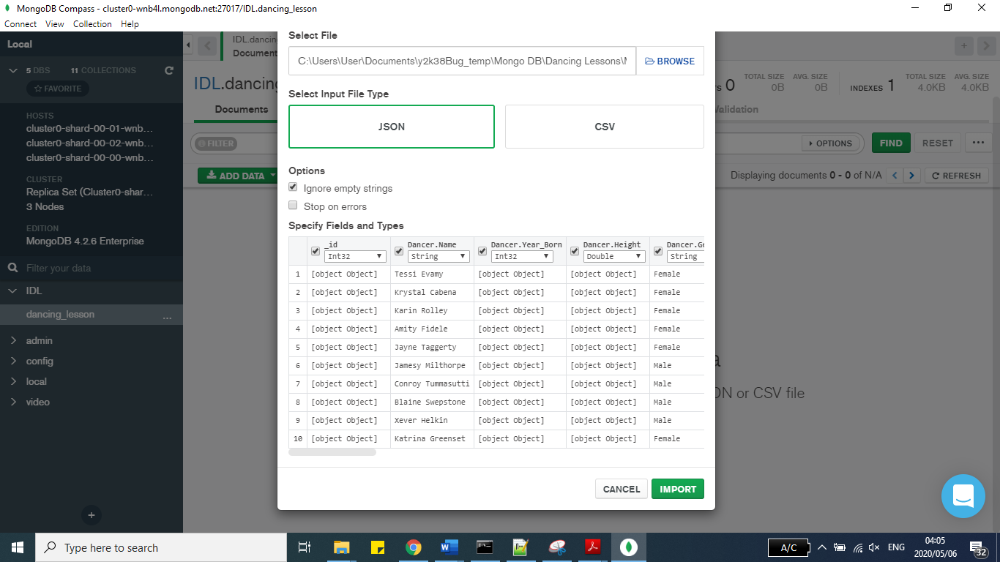 MongoDB Compass - cluster0-wnb4l.mongodb.net:27017/IDL.dancing_lesson
Connect View Collection Help
Local
5 DBS 11 COLLECTIONS
FAVORITE
HOSTS
cluster0-shard-00-01-wnb...
cluster0-shard-00-02-wnb...
cluster0-shard-00-00-wnb...
CLUSTER
Replica Set (Cluster0-shar...
3 Nodes
EDITION
MongoDB 4.2.6 Enterprise
Filter your data
IDL
dancing_lesson ...
admin
config
local
video
IDL.dancin
Document
IDL.dancing
TOTAL SIZE AVG. SIZE TOTAL SIZE AVG. SIZE
0 0B 0B INDEXES 1 4.0KB 4.0KB
Documents
Validation
FILTER
OPTIONS FIND RESET ...
ADD DATA
Displaying documents 0 - 0 of N/A REFRESH
ON or CSV file
Select File
C:\Users\User\Documents\y2k38Bug_temp\Mongo DB\Dancing Lessons\ BROWSE
Select Input File Type
JSON CSV
Options
Ignore empty strings
Stop on errors
Specify Fields and Types
_id Dancer.Name Dancer.Year_Born Dancer.Height Dancer.Ge
Int32 String Int32 Double String
1 [object Object] Tessi Evamy [object Object] [object Object] Female
2 [object Object] Krystal Cabena [object Object] [object Object] Female
3 [object Object] Karin Rolley [object Object] [object Object] Female
4 [object Object] Amity Fidele [object Object] [object Object] Female
5 [object Object] Jayne Taggerty [object Object] [object Object] Female
6 [object Object] Jamesy Milthorpe [object Object] [object Object] Male
7 [object Object] Conroy Tummasutti [object Object] [object Object] Male
8 [object Object] Blaine Swepstone [object Object] [object Object] Male
9 [object Object] Xever Helkin [object Object] [object Object] Male
10 [object Object] Katrina Greenset [object Object] [object Object] Female
CANCEL IMPORT
Type here to search
A/C
ENG
04:05
2020/05/06
32